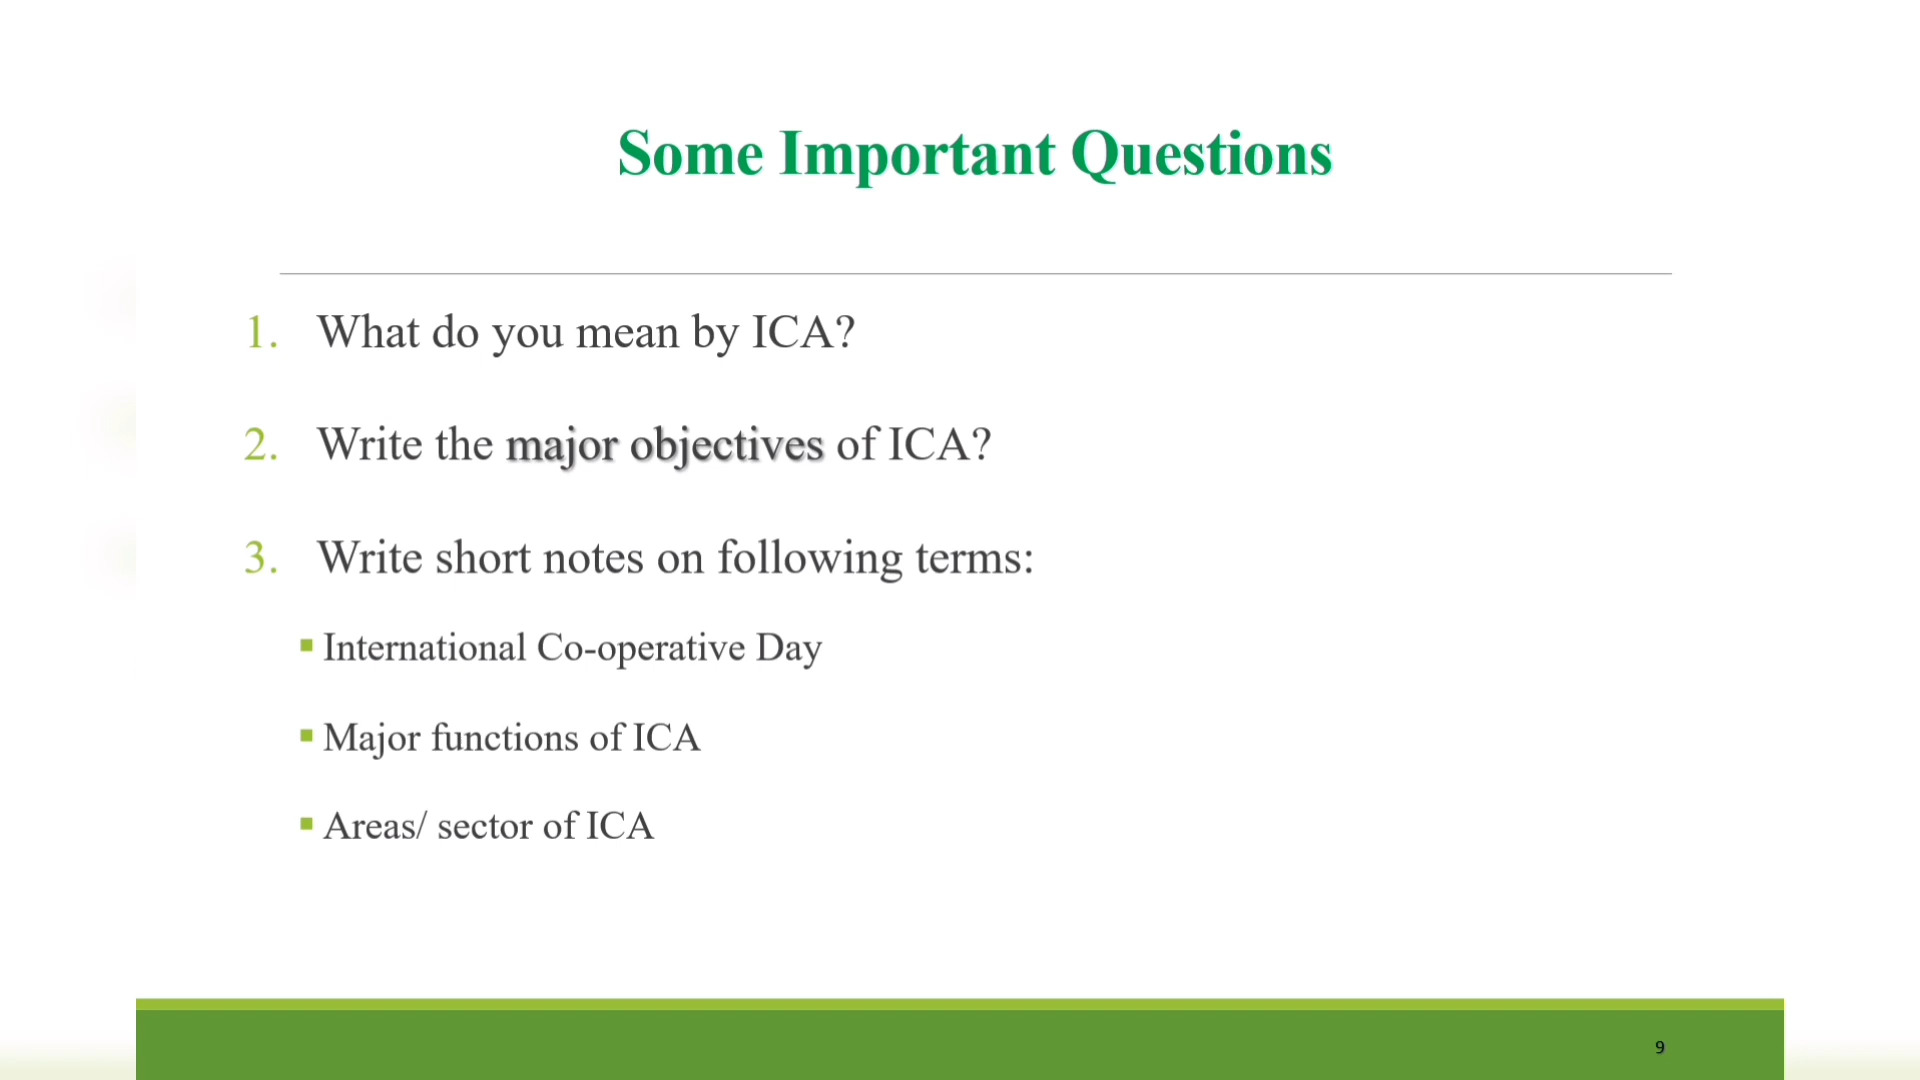 Some Important Questions
1. What do you mean by ICA?
2. Write the major objectives of ICA?
3. Write short notes on following terms:
▪ International Co-operative Day
▪ Major functions of ICA
▪ Areas/ sector of ICA
9